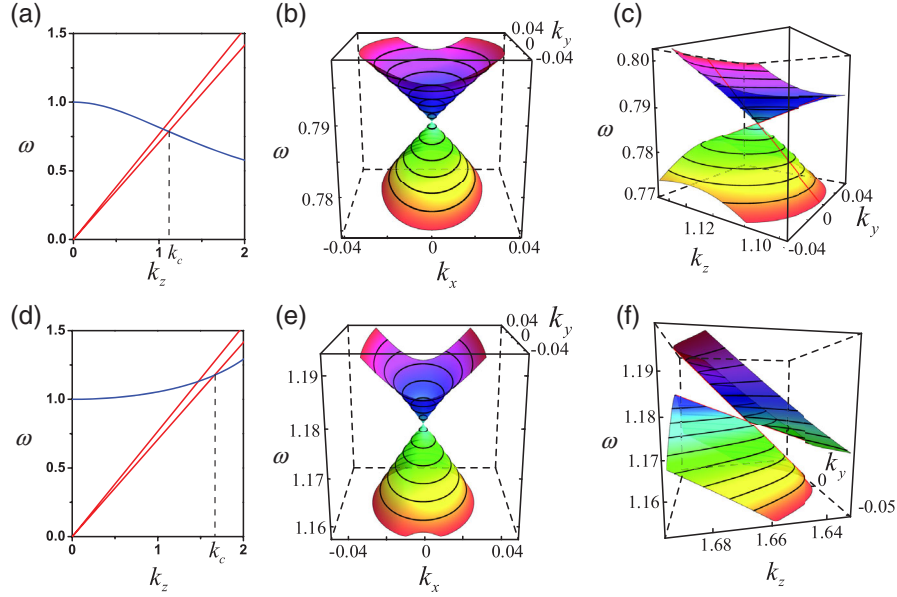 (a)
1.5
1.0
ω
0.5
0.0
0
1
k_c
2
k_z
(b)
0.04
0
k_y
-0.04
0.79
ω
0.78
-0.04
0
0.04
k_x
(c)
0.80
0.79
ω
0.78
0.77
1.12
1.10
k_z
-0.04
0
0.04
k_y
(d)
1.5
1.0
ω
0.5
0.0
0
1
k_c
2
k_z
(e)
0.04
0
k_y
-0.04
1.19
1.18
ω
1.17
1.16
-0.04
0
0.04
k_x
(f)
1.19
1.18
ω
1.17
1.16
k_y
0
-0.05
1.68
1.66
1.64
k_z